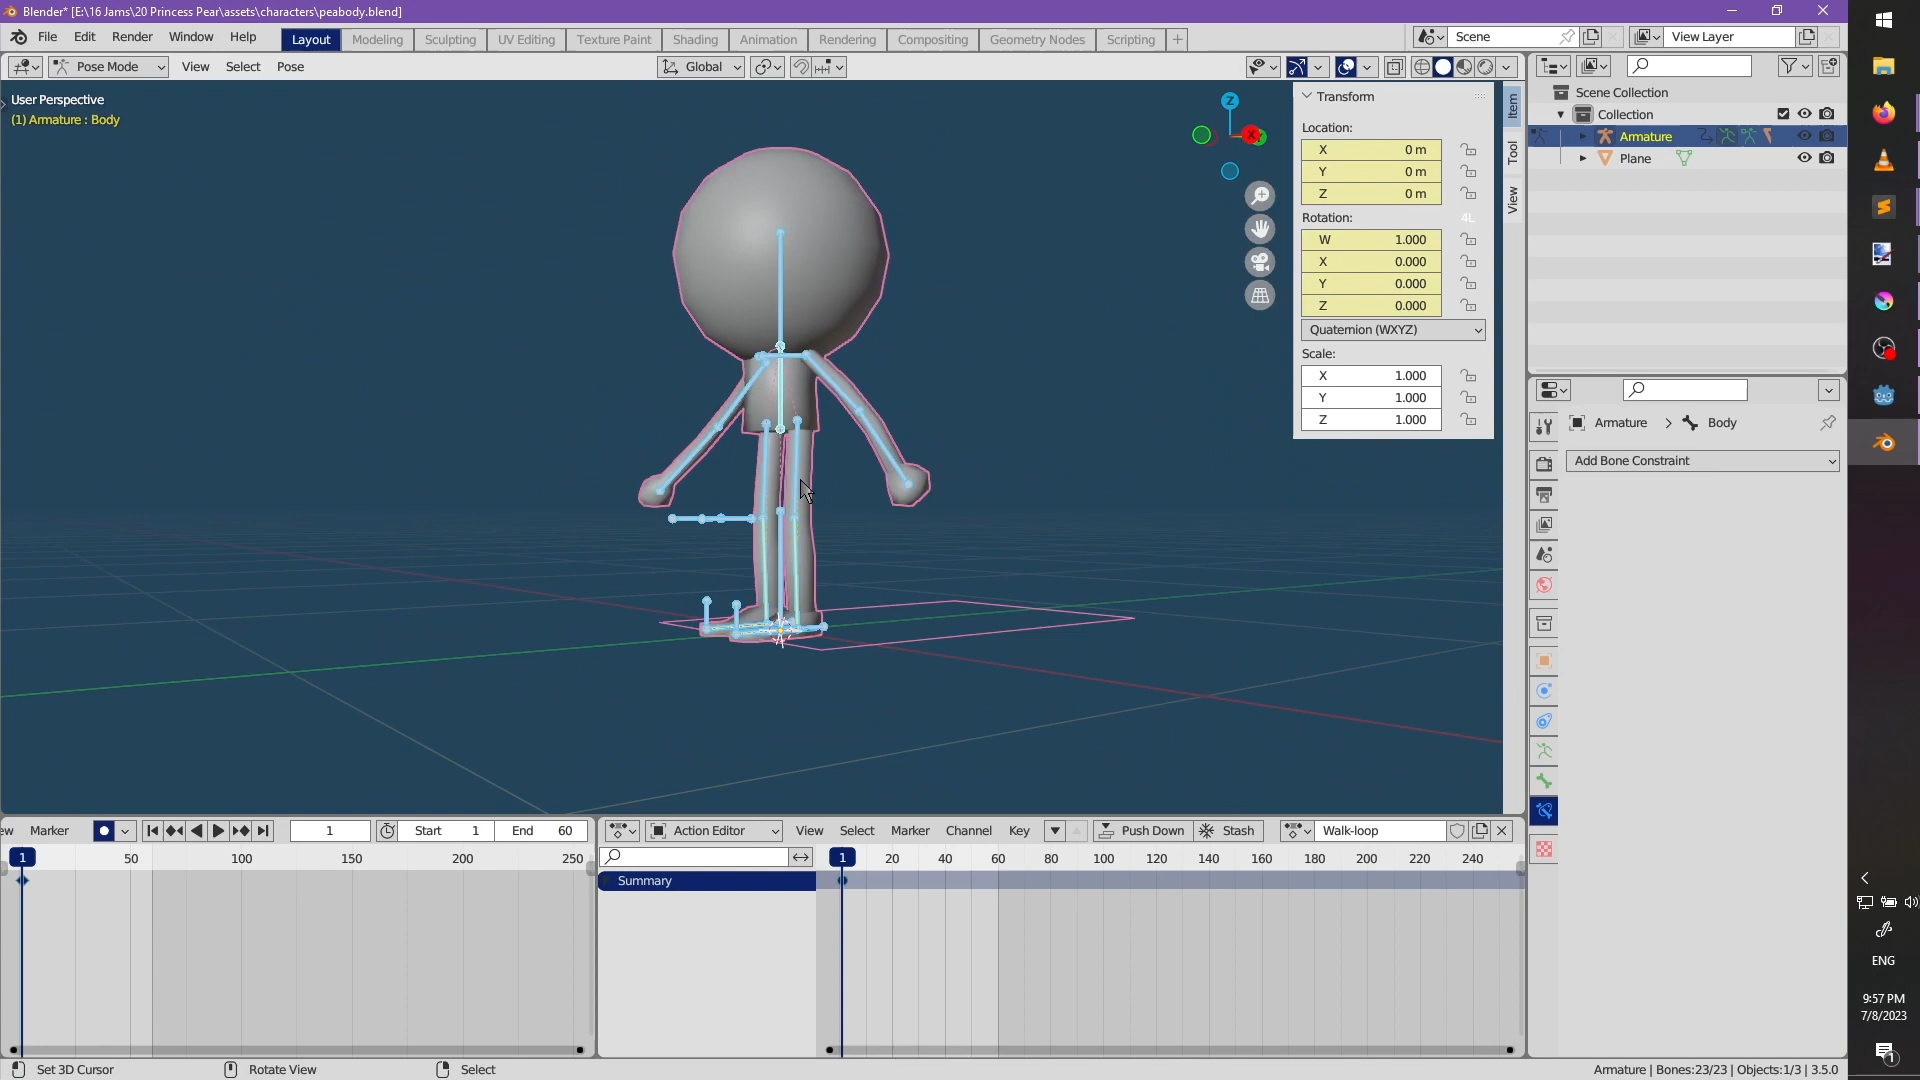 Blender* [E:\16 Jams\20 Princess Pear\assets\characters\peabody.blend]
File Edit Render Window Help Layout Modeling Sculpting UV Editing Texture Paint Shading Animation Rendering Compositing Geometry Nodes Scripting Scene View Layer
Pose Mode View Select Pose Global
User Perspective
(1) Armature : Body
Z
X
Y
Transform
Location:
X 0 m
Y 0 m
Z 0 m
Rotation: 4L
W 1.000
X 0.000
Y 0.000
Z 0.000
Quaternion (WXYZ)
Scale:
X 1.000
Y 1.000
Z 1.000
Item
Tool
View
Scene Collection
Collection
Armature
Plane
Armature > Body
Add Bone Constraint
ew Marker 1 Start 1 End 60
1 50 100 150 200 250
Action Editor View Select Marker Channel Key Push Down Stash Walk-loop
1 20 40 60 80 100 120 140 160 180 200 220 240
Summary
Set 3D Cursor Rotate View Select Armature | Bones:23/23 | Objects:1/3 | 3.5.0
ENG
9:57 PM
7/8/2023
1